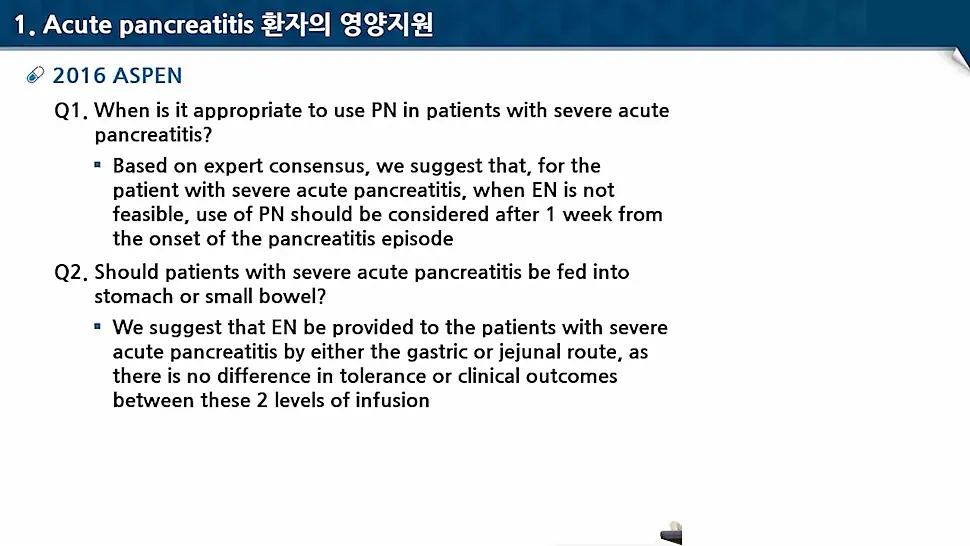 1. Acute pancreatitis 환자의 영양지원
2016 ASPEN
Q1. When is it appropriate to use PN in patients with severe acute
pancreatitis?
▪ Based on expert consensus, we suggest that, for the
patient with severe acute pancreatitis, when EN is not
feasible, use of PN should be considered after 1 week from
the onset of the pancreatitis episode
Q2. Should patients with severe acute pancreatitis be fed into
stomach or small bowel?
▪ We suggest that EN be provided to the patients with severe
acute pancreatitis by either the gastric or jejunal route, as
there is no difference in tolerance or clinical outcomes
between these 2 levels of infusion